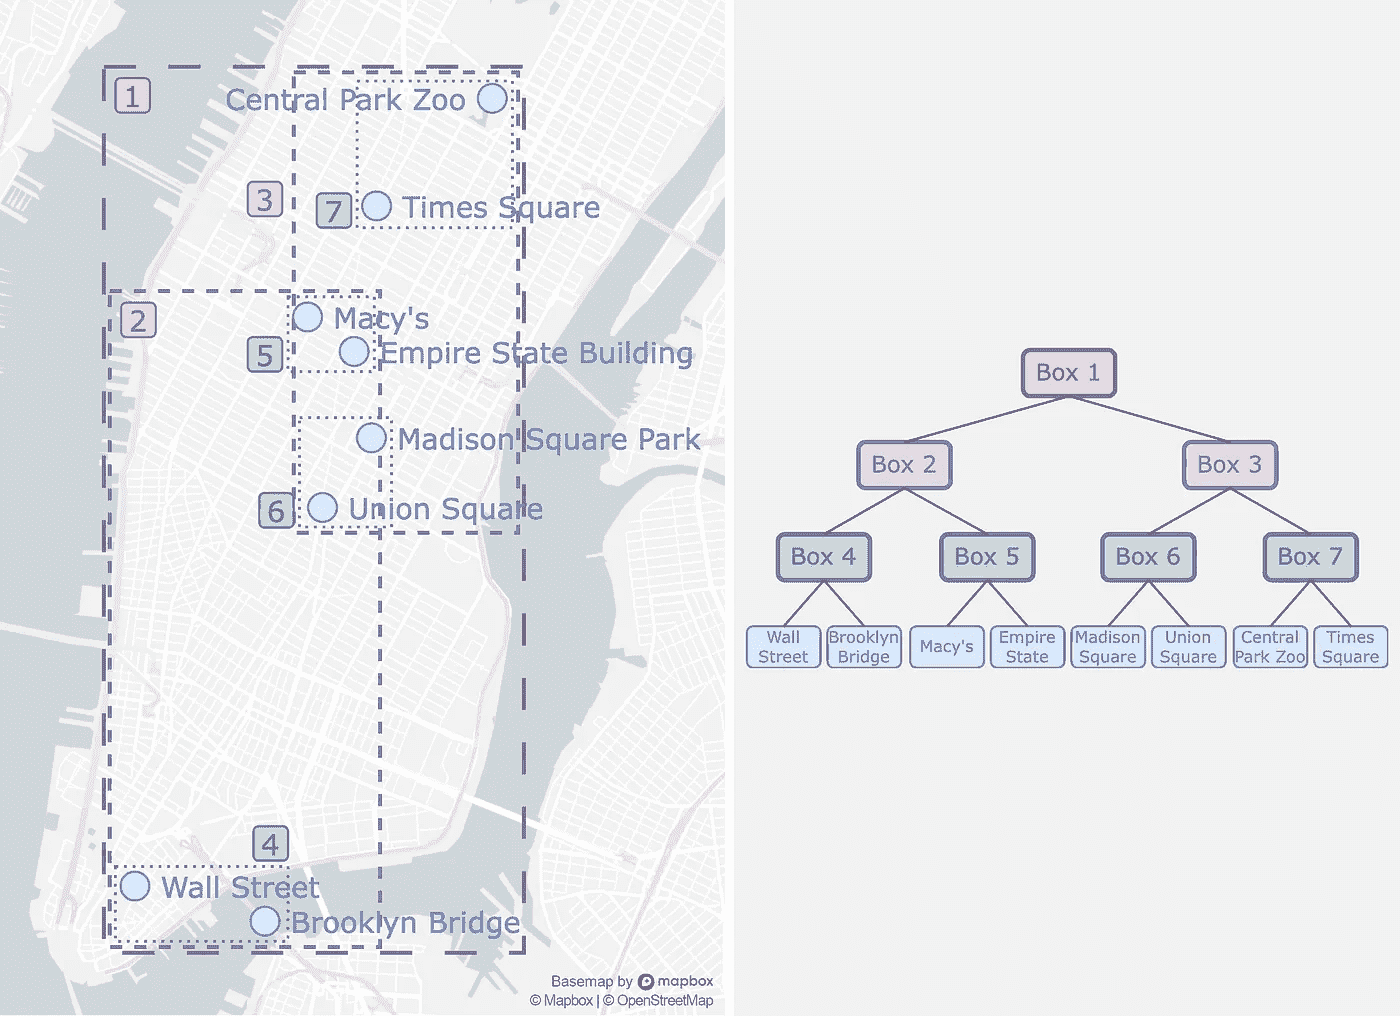 1
Central Park Zoo
3
7
Times Square
2
Macy's
5
Empire State Building
Madison Square Park
6
Union Square
4
Wall Street
Brooklyn Bridge
Basemap by mapbox
© Mapbox | © OpenStreetMap
Box 1
Box 2
Box 3
Box 4
Box 5
Box 6
Box 7
Wall
Street
Brooklyn
Bridge
Macy's
Empire
State
Madison
Square
Union
Square
Central
Park Zoo
Times
Square